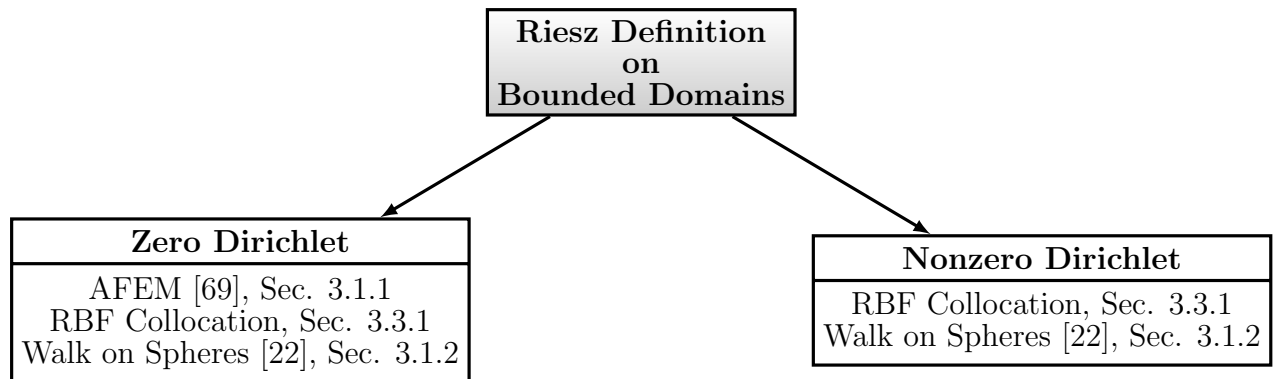 Riesz Definition
on
Bounded Domains
Zero Dirichlet
AFEM [69], Sec. 3.1.1
RBF Collocation, Sec. 3.3.1
Walk on Spheres [22], Sec. 3.1.2
Nonzero Dirichlet
RBF Collocation, Sec. 3.3.1
Walk on Spheres [22], Sec. 3.1.2